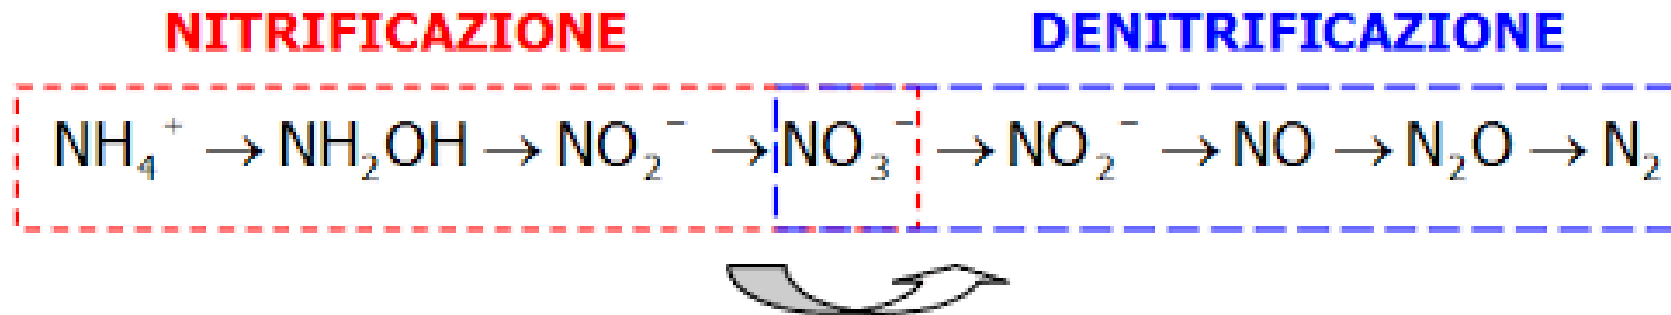 NITRIFICAZIONE DENITRIFICAZIONE
NH₄⁺ → NH₂OH → NO₂⁻ → NO₃⁻ → NO₂⁻ → NO → N₂O → N₂